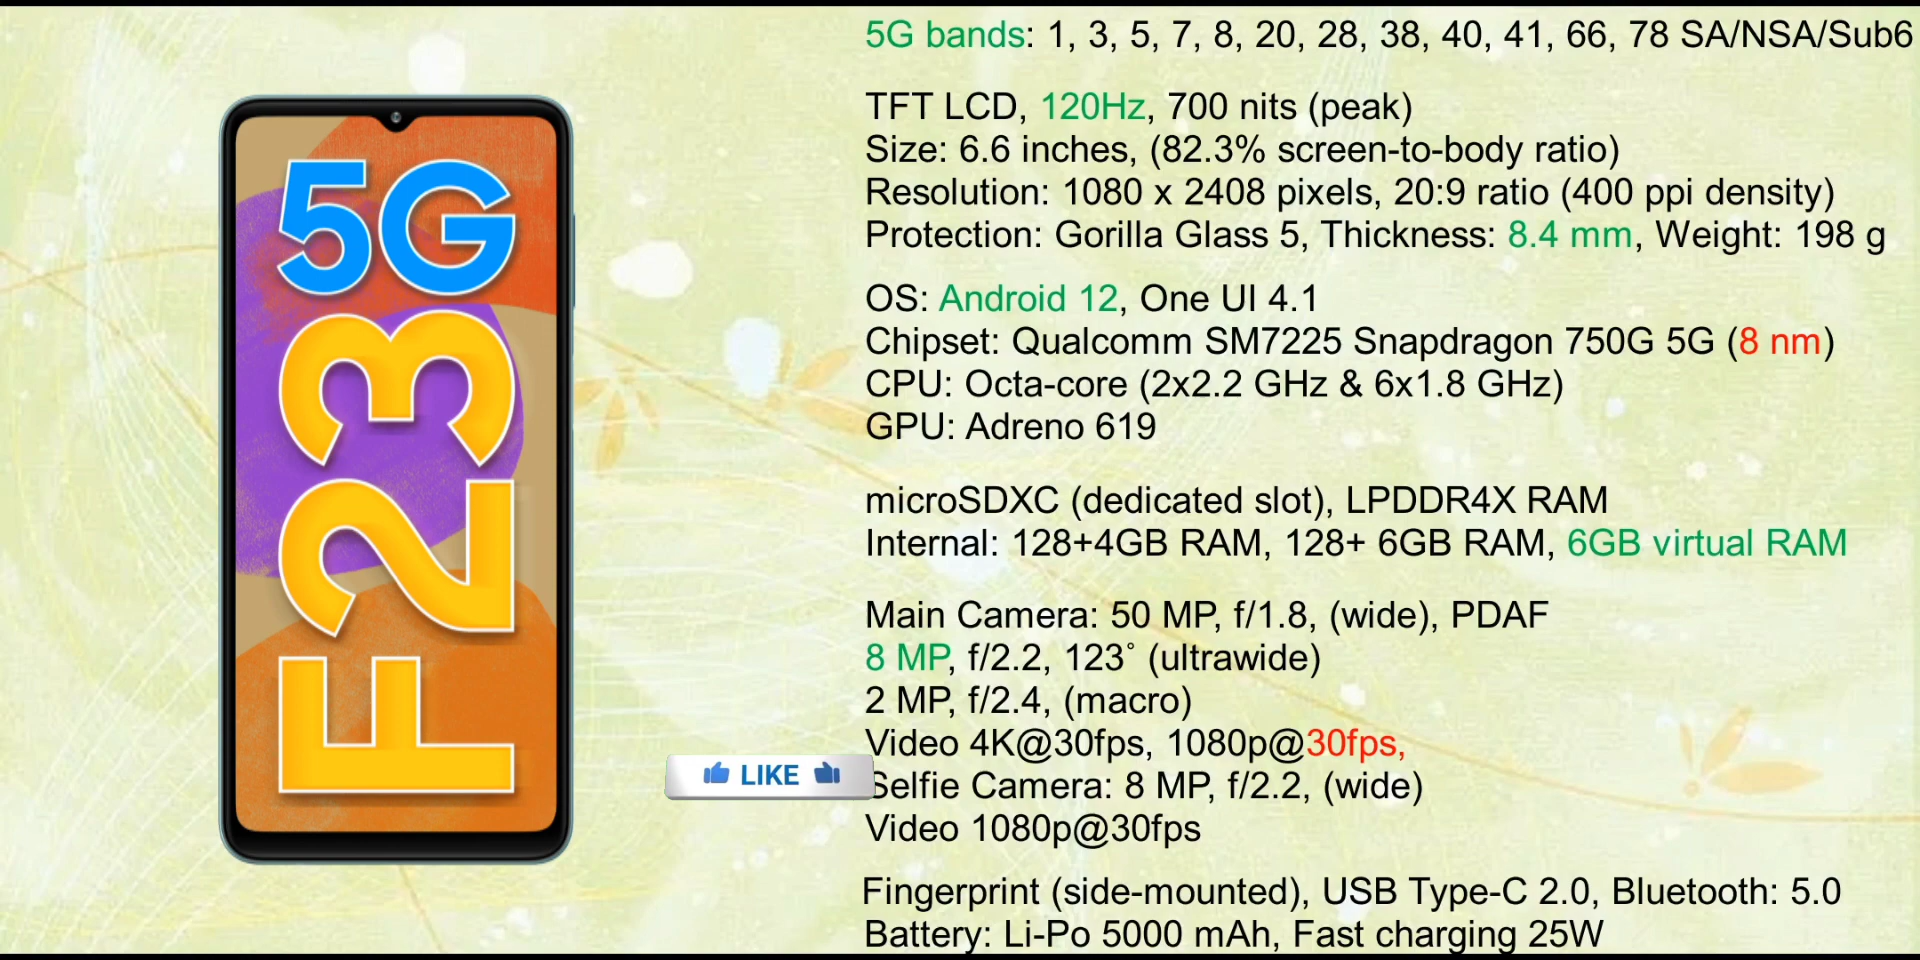 5G
F23
5G bands: 1, 3, 5, 7, 8, 20, 28, 38, 40, 41, 66, 78 SA/NSA/Sub6
TFT LCD, 120Hz, 700 nits (peak)
Size: 6.6 inches, (82.3% screen-to-body ratio)
Resolution: 1080 x 2408 pixels, 20:9 ratio (400 ppi density)
Protection: Gorilla Glass 5, Thickness: 8.4 mm, Weight: 198 g
OS: Android 12, One UI 4.1
Chipset: Qualcomm SM7225 Snapdragon 750G 5G (8 nm)
CPU: Octa-core (2x2.2 GHz & 6x1.8 GHz)
GPU: Adreno 619
microSDXC (dedicated slot), LPDDR4X RAM
Internal: 128+4GB RAM, 128+ 6GB RAM, 6GB virtual RAM
Main Camera: 50 MP, f/1.8, (wide), PDAF
8 MP, f/2.2, 123˚ (ultrawide)
2 MP, f/2.4, (macro)
Video 4K@30fps, 1080p@30fps,
LIKE
Selfie Camera: 8 MP, f/2.2, (wide)
Video 1080p@30fps
Fingerprint (side-mounted), USB Type-C 2.0, Bluetooth: 5.0
Battery: Li-Po 5000 mAh, Fast charging 25W